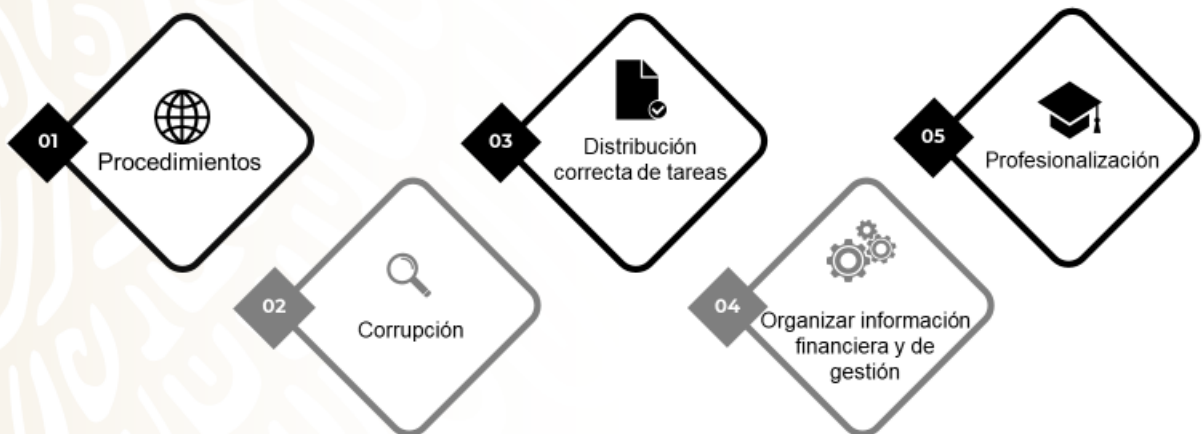 01
Procedimientos
02
Corrupción
03
Distribución
correcta de tareas
04
Organizar información
financiera y de
gestión
05
Profesionalización